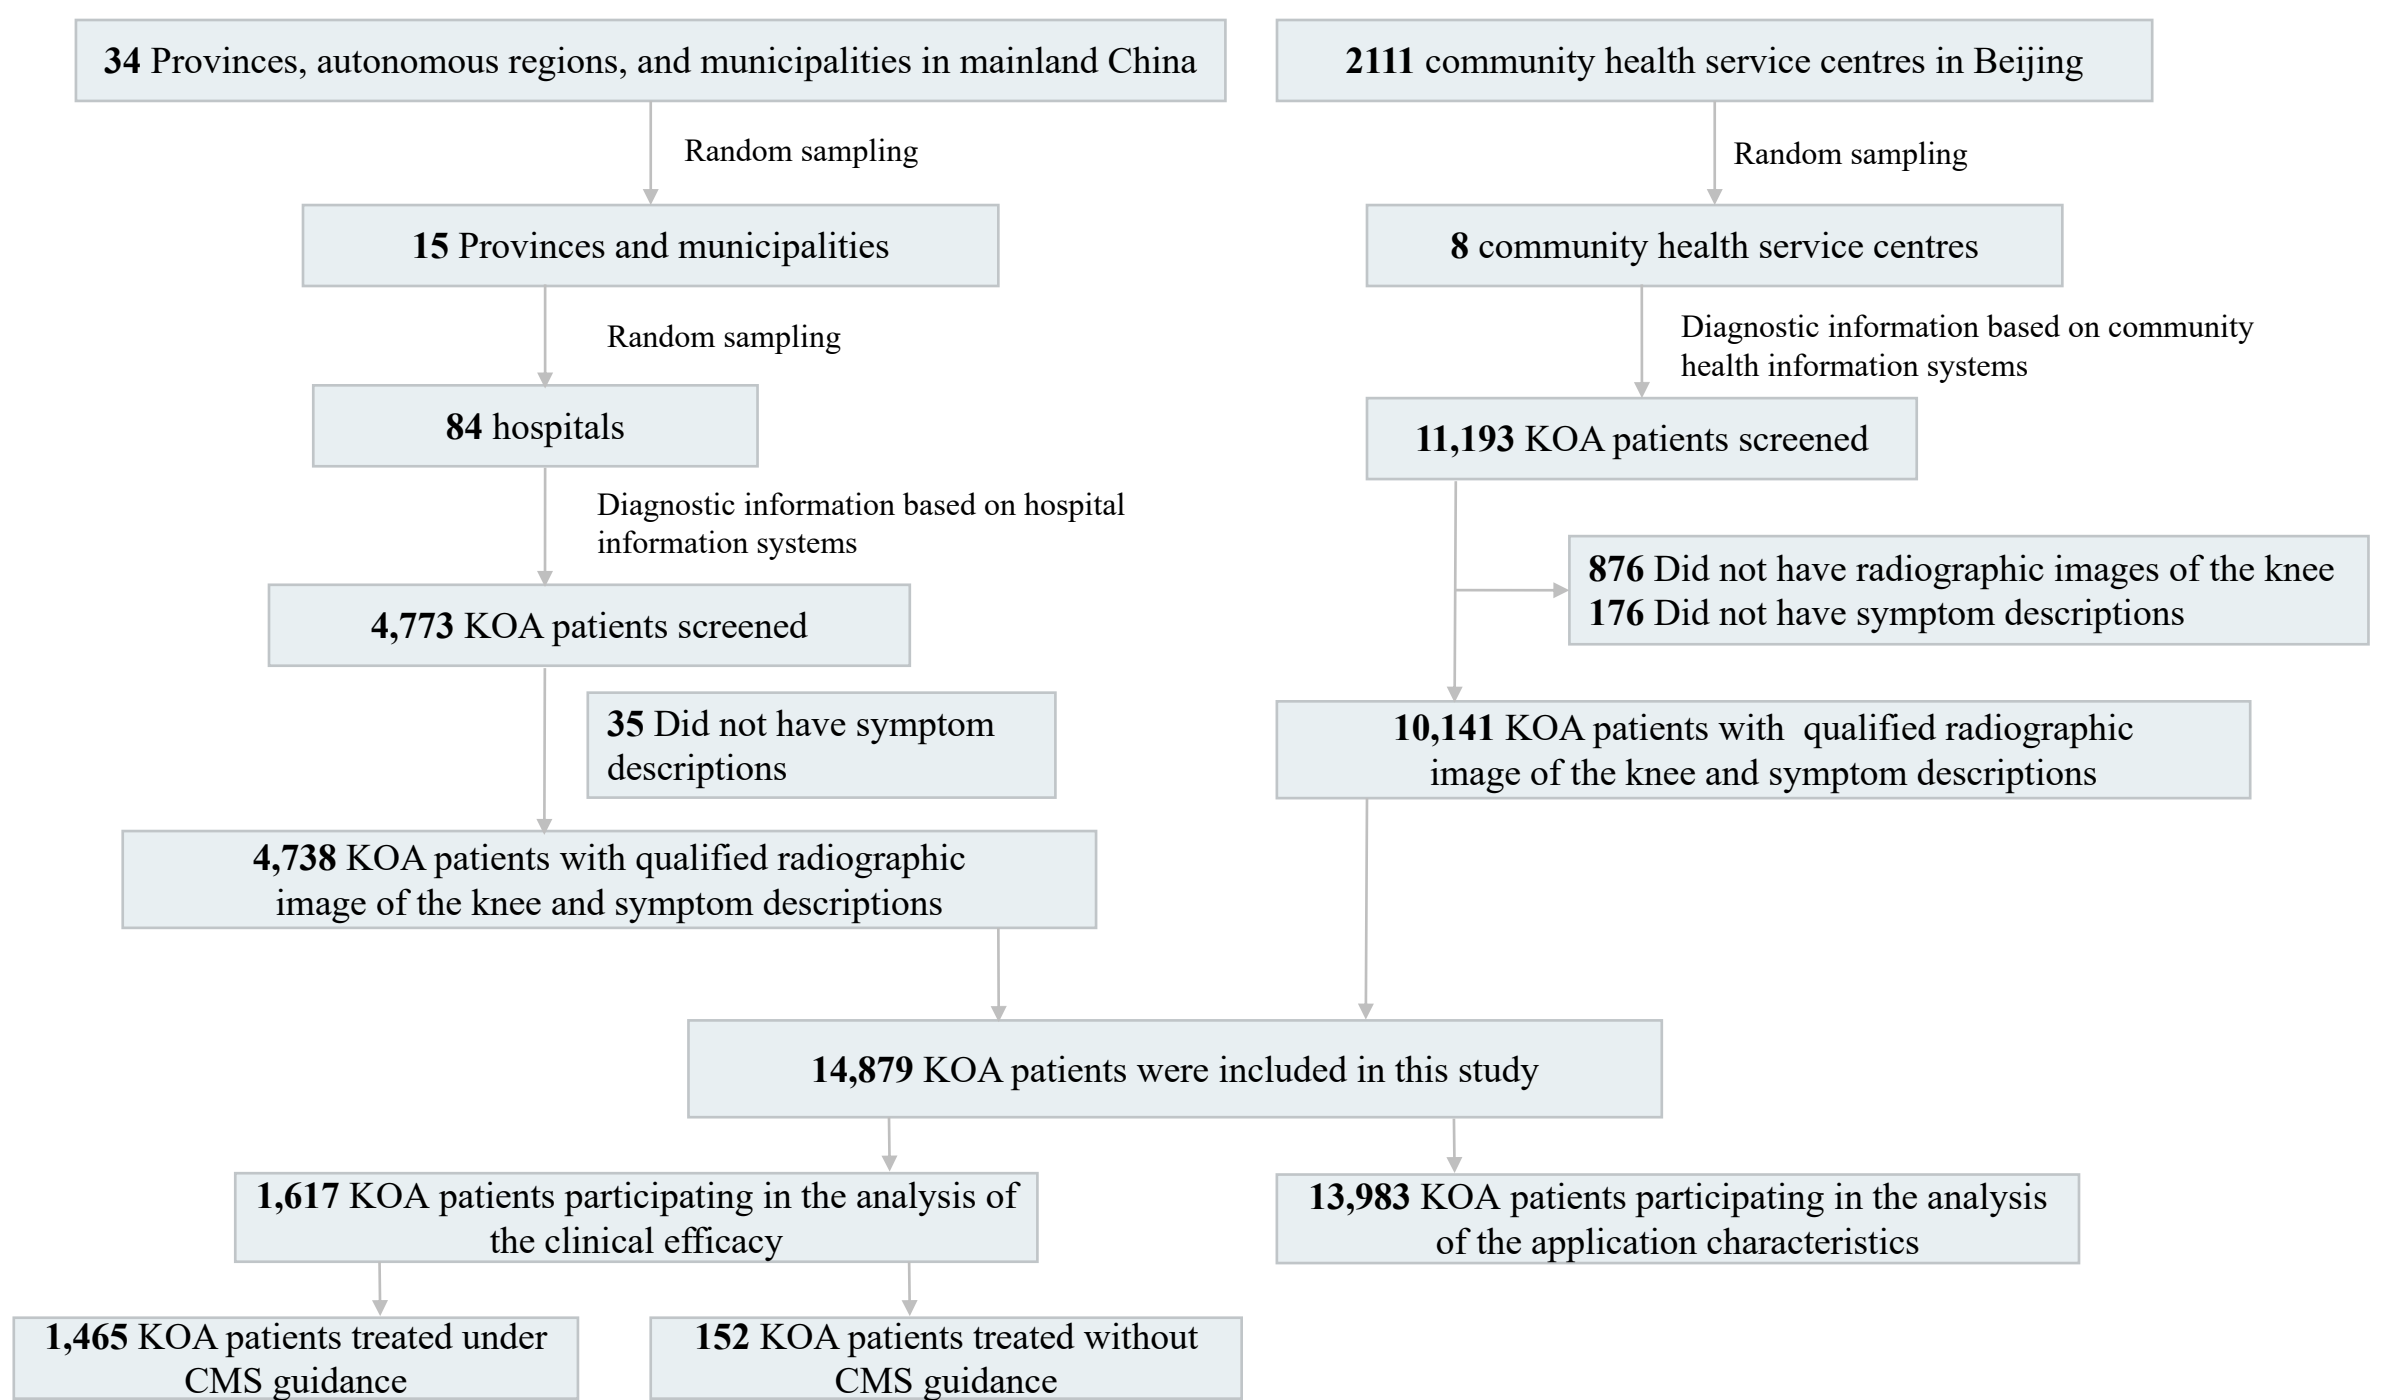 34 Provinces, autonomous regions, and municipalities in mainland China
Random sampling
15 Provinces and municipalities
Random sampling
84 hospitals
Diagnostic information based on hospital
information systems
4,773 KOA patients screened
35 Did not have symptom
descriptions
4,738 KOA patients with qualified radiographic
image of the knee and symptom descriptions
2111 community health service centres in Beijing
Random sampling
8 community health service centres
Diagnostic information based on community
health information systems
11,193 KOA patients screened
876 Did not have radiographic images of the knee
176 Did not have symptom descriptions
10,141 KOA patients with qualified radiographic
image of the knee and symptom descriptions
14,879 KOA patients were included in this study
1,617 KOA patients participating in the analysis of
the clinical efficacy
13,983 KOA patients participating in the analysis
of the application characteristics
1,465 KOA patients treated under
CMS guidance
152 KOA patients treated without
CMS guidance